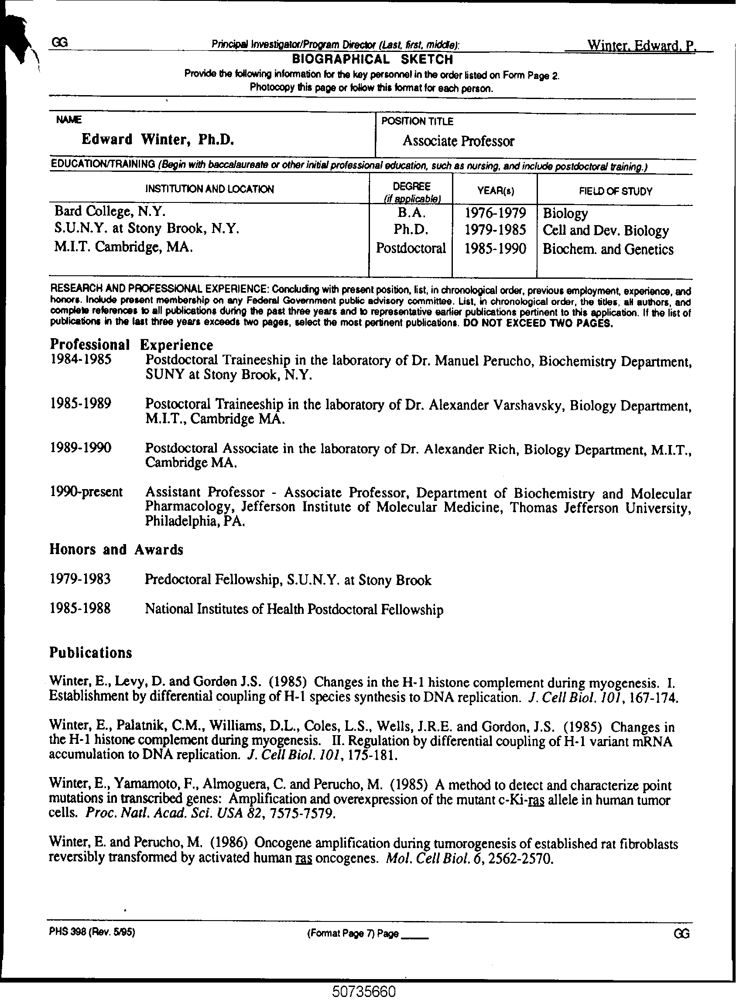 GG
Principal Investigator/Program Director (Last, first, middle):
Winter, Edward, P.
BIOGRAPHICAL SKETCH
Provide the following information for the key personnel in the order listed on Form Page 2.
Photocopy this page or follow this format for each person.
NAME
POSITION TITLE
Edward Winter, Ph.D.
Associate Professor
EDUCATION/TRAINING (Begin with baccalaureate or other initial professional education, such as nursing, and include postdoctoral training.)
INSTITUTION AND LOCATION
DEGREE
(if applicable)
YEAR(s)
FIELD OF STUDY
Bard College, N.Y. B.A. 1976-1979 Biology
S.U.N.Y. at Stony Brook, N.Y. Ph.D. 1979-1985 Cell and Dev. Biology
M.I.T. Cambridge, MA. Postdoctoral 1985-1990 Biochem. and Genetics
RESEARCH AND PROFESSIONAL EXPERIENCE: Concluding with present position, list, in chronological order, previous employment, experience, and
honors. Include present membership on any Federal Government public advisory committee. List, in chronological order, the titles, all authors, and
complete references to all publications during the past three years and to representative earlier publications pertinent to this application. If the list of
publications in the last three years exceeds two pages, select the most pertinent publications. DO NOT EXCEED TWO PAGES.
Professional Experience
1984-1985 Postdoctoral Traineeship in the laboratory of Dr. Manuel Perucho, Biochemistry Department,
SUNY at Stony Brook, N.Y.
1985-1989 Postoctoral Traineeship in the laboratory of Dr. Alexander Varshavsky, Biology Department,
M.I.T., Cambridge MA.
1989-1990 Postdoctoral Associate in the laboratory of Dr. Alexander Rich, Biology Department, M.I.T.,
Cambridge MA.
1990-present Assistant Professor - Associate Professor, Department of Biochemistry and Molecular
Pharmacology, Jefferson Institute of Molecular Medicine, Thomas Jefferson University,
Philadelphia, PA.
Honors and Awards
1979-1983 Predoctoral Fellowship, S.U.N.Y. at Stony Brook
1985-1988 National Institutes of Health Postdoctoral Fellowship
Publications
Winter, E., Levy, D. and Gordon J.S. (1985) Changes in the H-1 histone complement during myogenesis. I.
Establishment by differential coupling of H-1 species synthesis to DNA replication. J. Cell Biol. 101, 167-174.
Winter, E., Palatnik, C.M., Williams, D.L., Coles, L.S., Wells, J.R.E. and Gordon, J.S. (1985) Changes in
the H-1 histone complement during myogenesis. II. Regulation by differential coupling of H-1 variant mRNA
accumulation to DNA replication. J. Cell Biol. 101, 175-181.
Winter, E., Yamamoto, F., Almoguera, C. and Perucho, M. (1985) A method to detect and characterize point
mutations in transcribed genes: Amplification and overexpression of the mutant c-Ki-ras allele in human tumor
cells. Proc. Natl. Acad. Sci. USA 82, 7575-7579.
Winter, E. and Perucho, M. (1986) Oncogene amplification during tumorogenesis of established rat fibroblasts
reversibly transformed by activated human ras oncogenes. Mol. Cell Biol. 6, 2562-2570.
PHS 398 (Rev. 5/95)
(Format Page 7) Page
GG
50735660